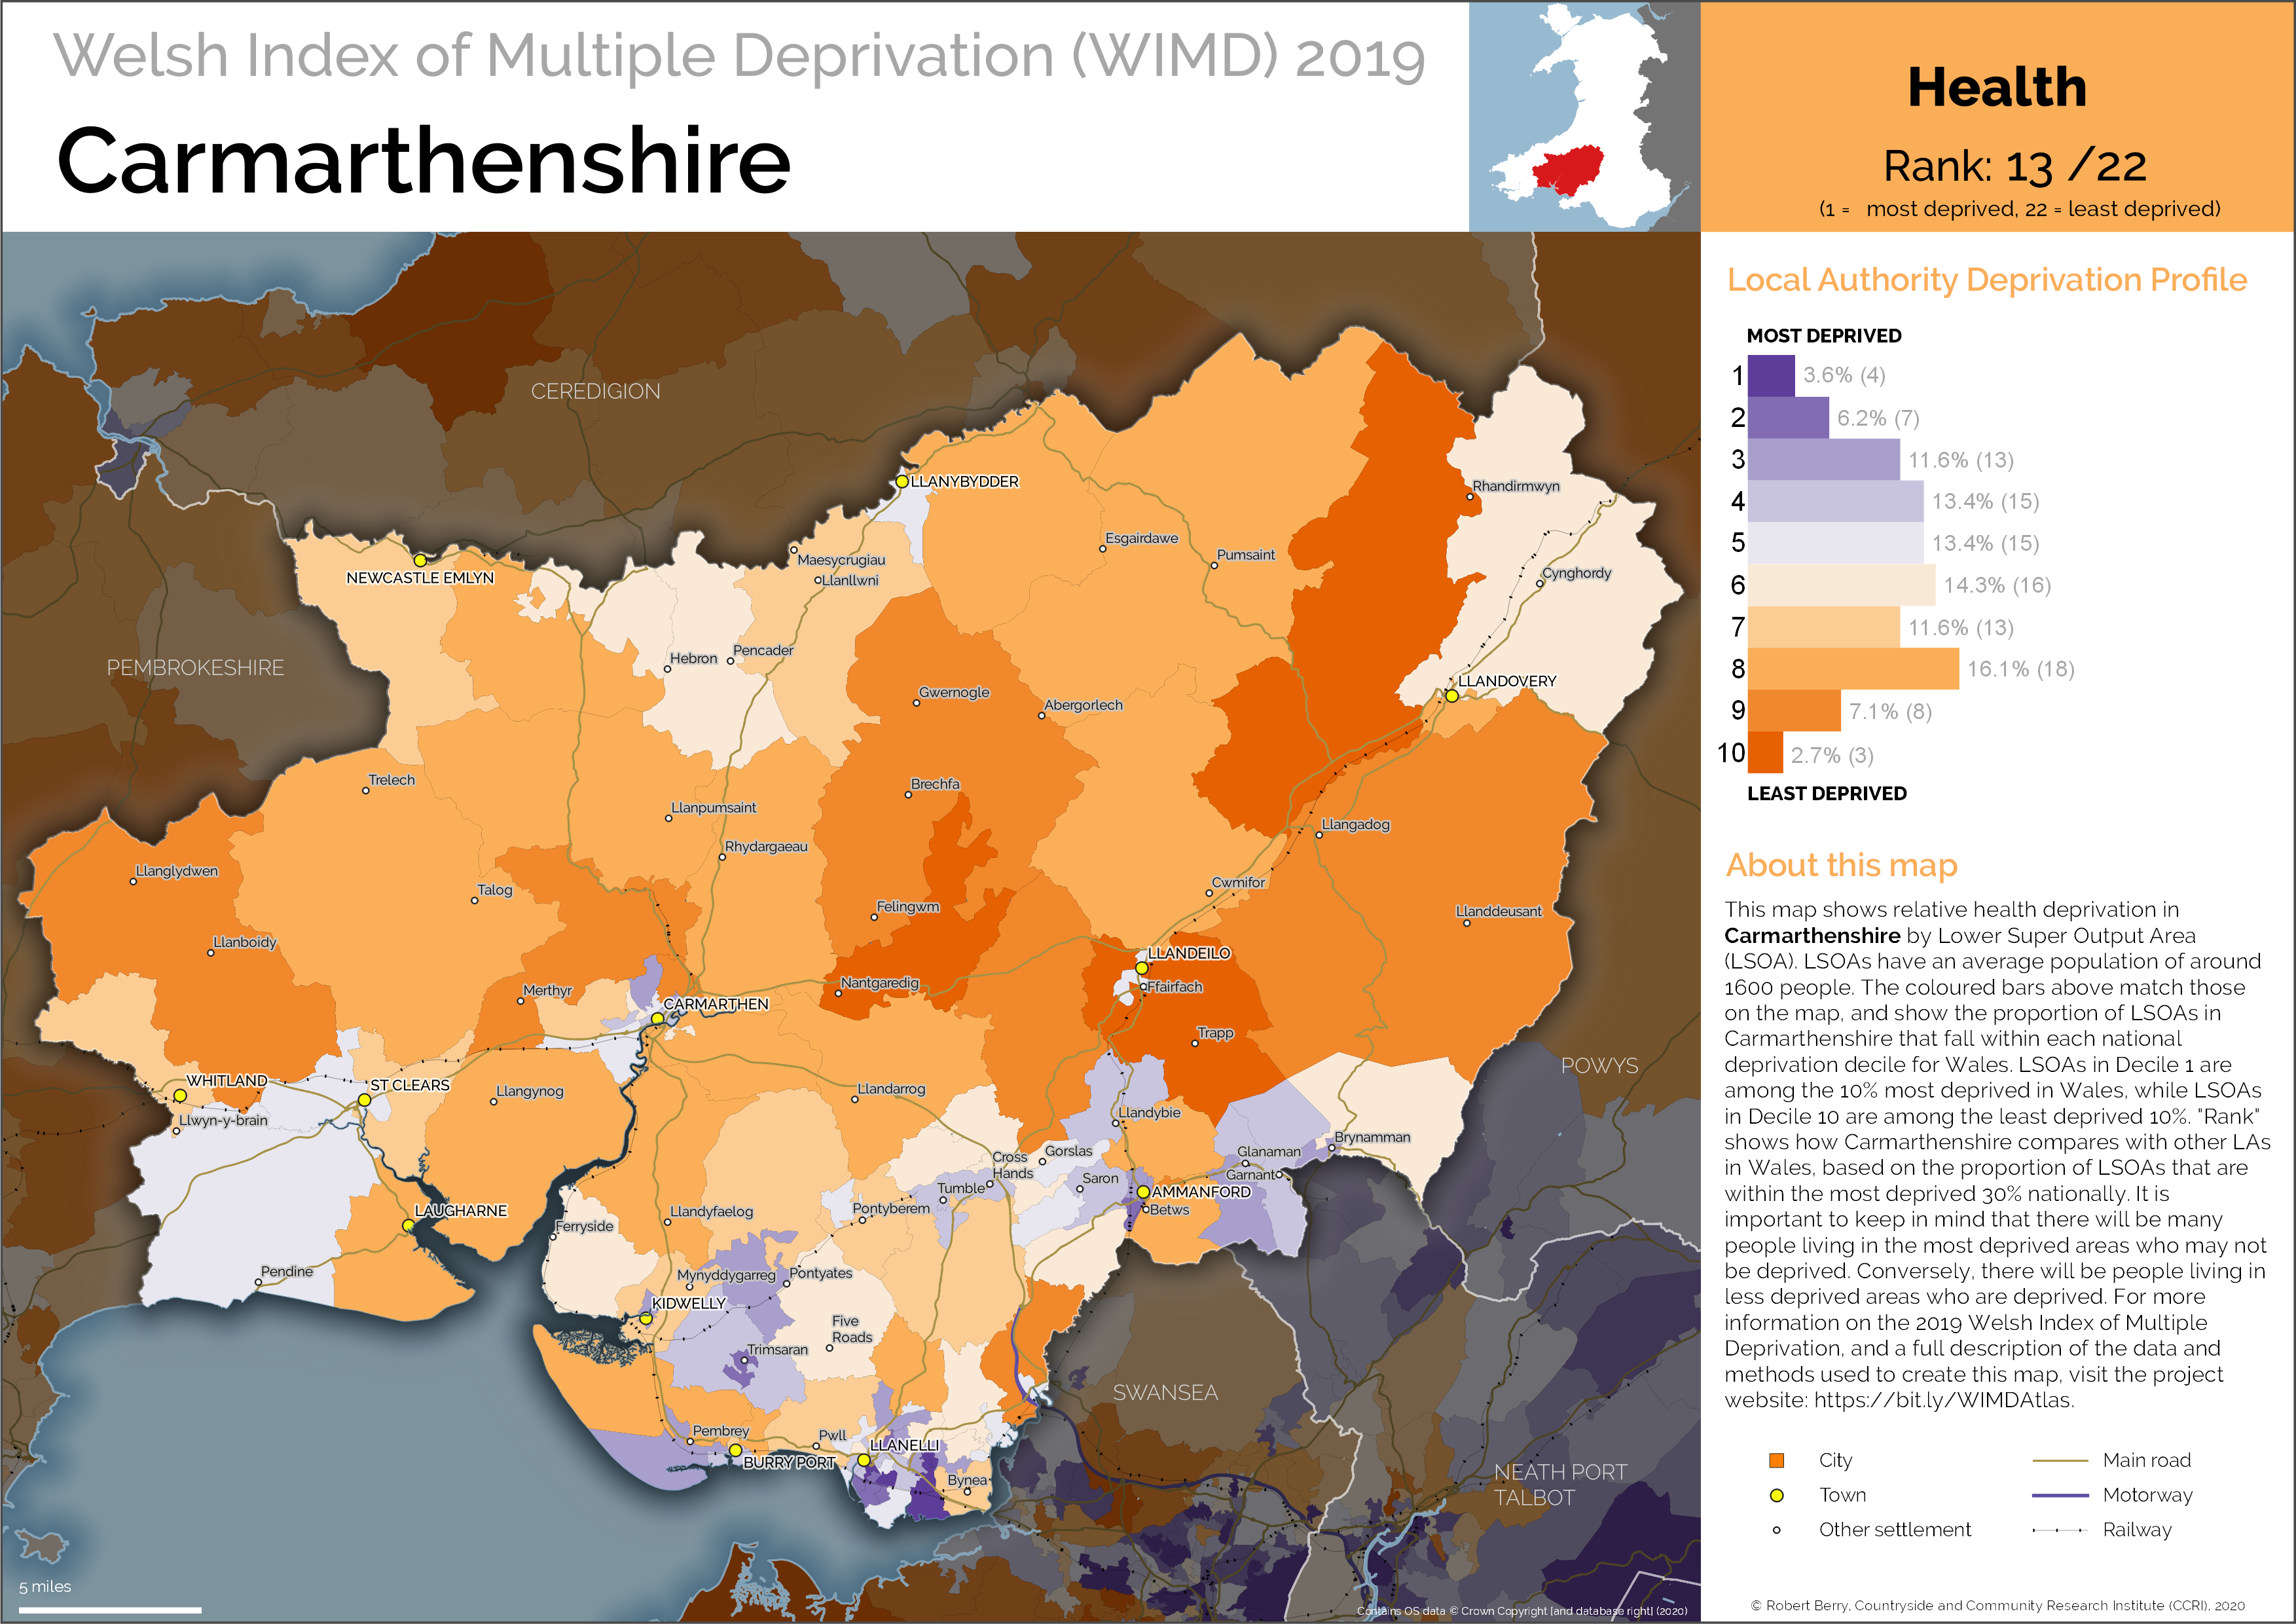 Welsh Index of Multiple Deprivation (WIMD) 2019
Carmarthenshire
Health
Rank: 13 /22
(1 = most deprived, 22 = least deprived)
Local Authority Deprivation Profile
MOST DEPRIVED
1 3.6% (4)
2 6.2% (7)
3 11.6% (13)
4 13.4% (15)
5 13.4% (15)
6 14.3% (16)
7 11.6% (13)
8 16.1% (18)
9 7.1% (8)
10 2.7% (3)
LEAST DEPRIVED
About this map
This map shows relative health deprivation in
Carmarthenshire by Lower Super Output Area
(LSOA). LSOAs have an average population of around
1600 people. The coloured bars above match those
on the map, and show the proportion of LSOAs in
Carmarthenshire that fall within each national
deprivation decile for Wales. LSOAs in Decile 1 are
among the 10% most deprived in Wales, while LSOAs
in Decile 10 are among the least deprived 10%. "Rank"
shows how Carmarthenshire compares with other LAs
in Wales, based on the proportion of LSOAs that are
within the most deprived 30% nationally. It is
important to keep in mind that there will be many
people living in the most deprived areas who may not
be deprived. Conversely, there will be people living in
less deprived areas who are deprived. For more
information on the 2019 Welsh Index of Multiple
Deprivation, and a full description of the data and
methods used to create this map, visit the project
website: https://bit.ly/WIMDAtlas.
City
Main road
Town
Motorway
Other settlement
Railway
© Robert Berry, Countryside and Community Research Institute (CCRI), 2020
CEREDIGION
LLANYBYDDER
Rhandirmwyn
Esgairdawe
Pumsaint
Maesycrugiau
NEWCASTLE EMLYN
Llanllwni
Cynghordy
PEMBROKESHIRE
Hebron
Pencader
LLANDOVERY
Gwernogle
Abergorlech
Trelech
Brechfa
Llanpumsaint
Llangadog
Rhydargaeau
Llanglydwen
Talog
Cwmifor
Felingwm
Llanddeusant
Llanboidy
LLANDEILO
Nantgaredig
Ffairfach
Merthyr
CARMARTHEN
Trapp
POWYS
WHITLAND
ST CLEARS
Llangynog
Llandarrog
Llwyn-y-brain
Llandybie
Brynamman
Glanaman
Gorslas
Cross
Hands
Garnant
Saron
Tumble
AMMANFORD
LAUGHARNE
Llandyfaelog
Pontyberem
Betws
Ferryside
Pendine
Mynyddygarreg
Pontyates
KIDWELLY
Five
Roads
Trimsaran
SWANSEA
Pembrey
Pwll
LLANELLI
BURRY PORT
Bynea
NEATH PORT
TALBOT
5 miles
Contains OS data © Crown Copyright [and database right] (2020)